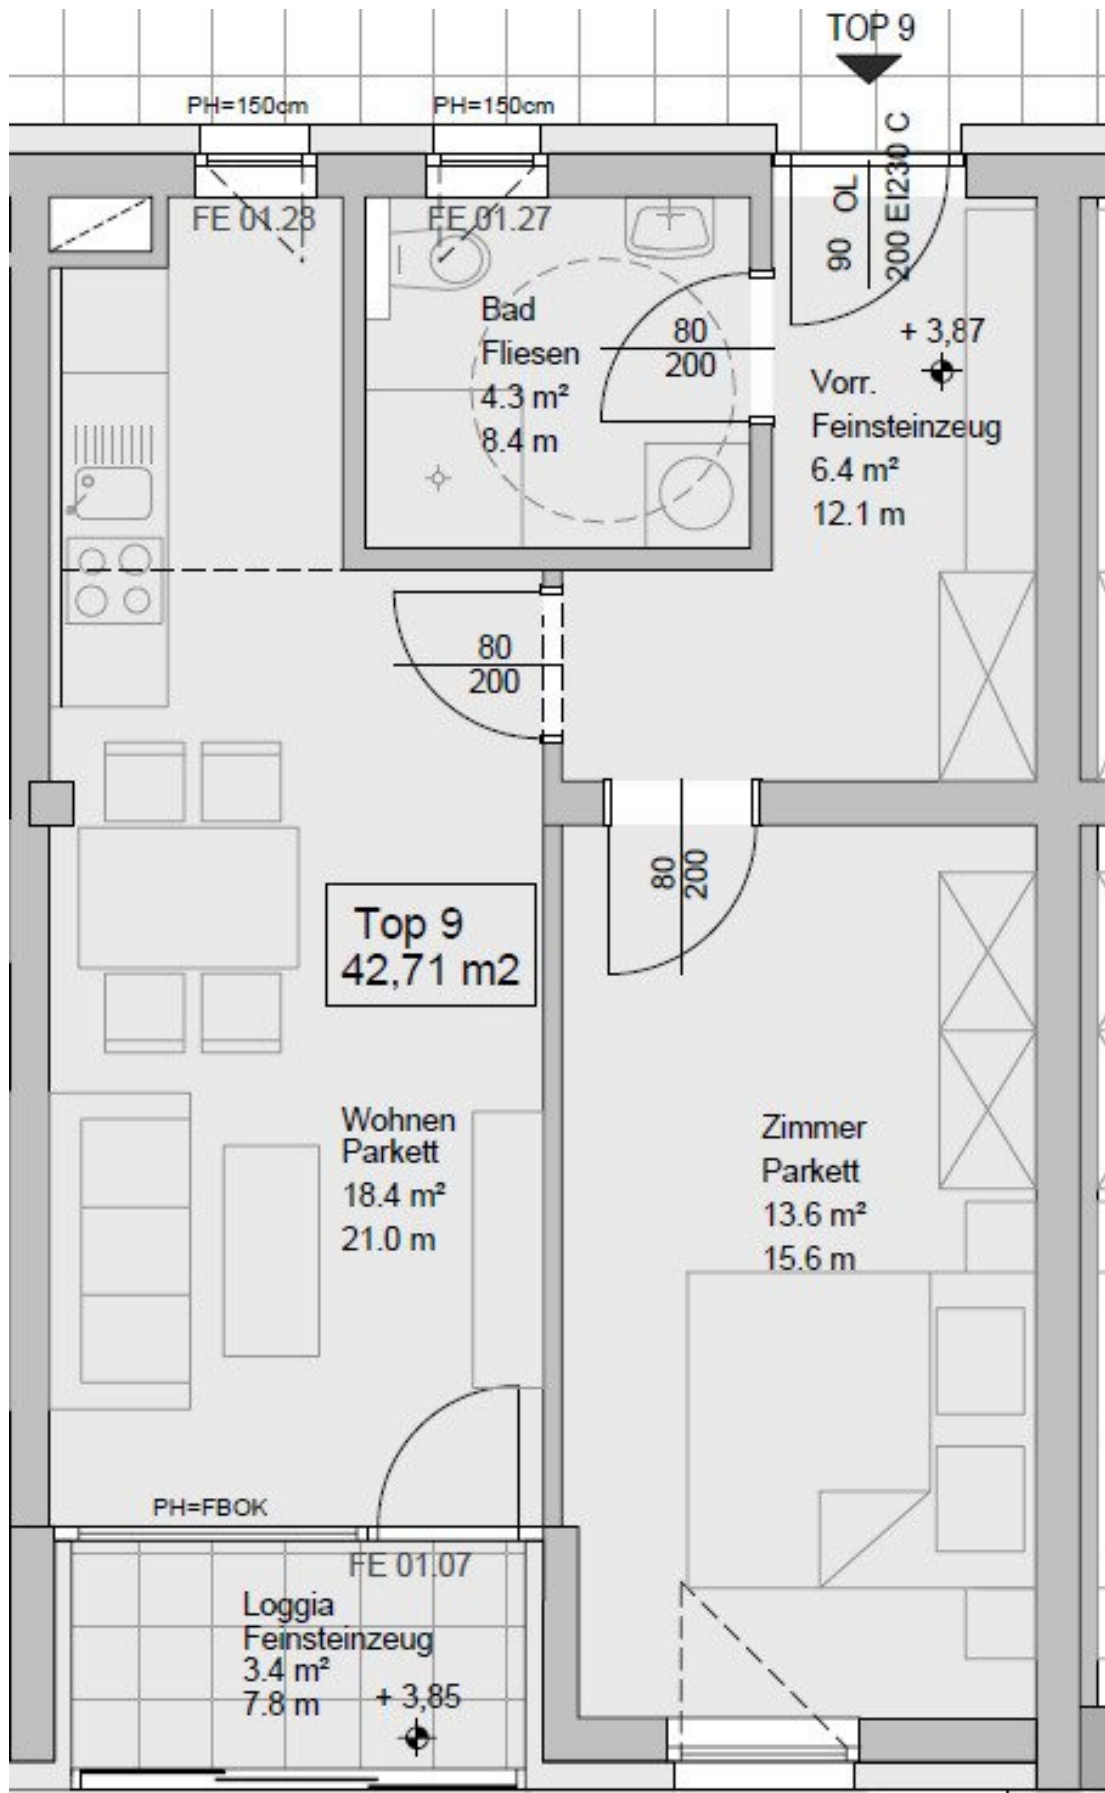 TOP 9
PH=150cm
PH=150cm
FE 01.28
FE 01.27
90 OL
200 EI230 C
Bad
Fliesen
4.3 m²
8.4 m
80
200
+ 3,87
Vorr.
Feinsteinzeug
6.4 m²
12.1 m
80
200
80
200
Top 9
42,71 m2
Wohnen
Parkett
18.4 m²
21.0 m
Zimmer
Parkett
13.6 m²
15.6 m
PH=FBOK
FE 01.07
Loggia
Feinsteinzeug
3.4 m²
7.8 m
+ 3,85